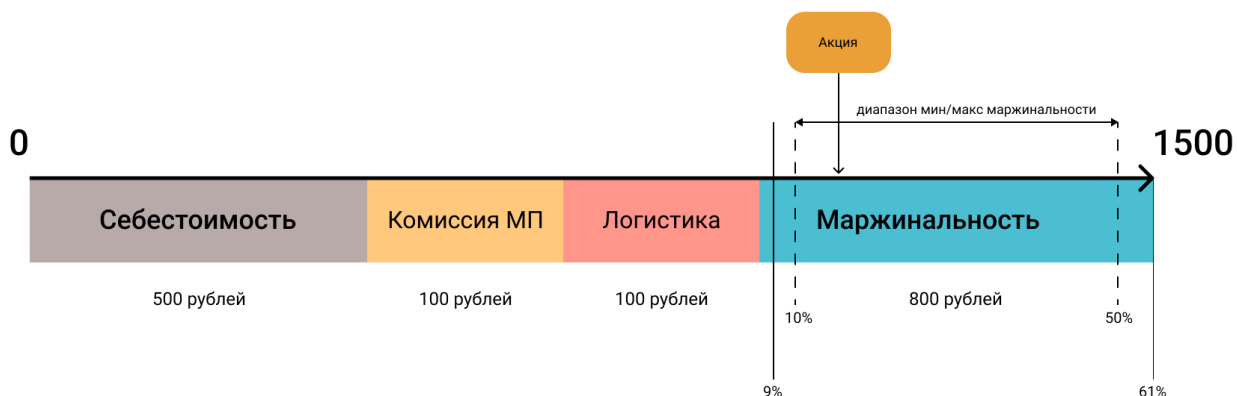 Акция
диапазон мин/макс маржинальности
0
1500
Себестоимость
Комиссия МП
Логистика
Маржинальность
500 рублей
100 рублей
100 рублей
800 рублей
10%
50%
9%
61%